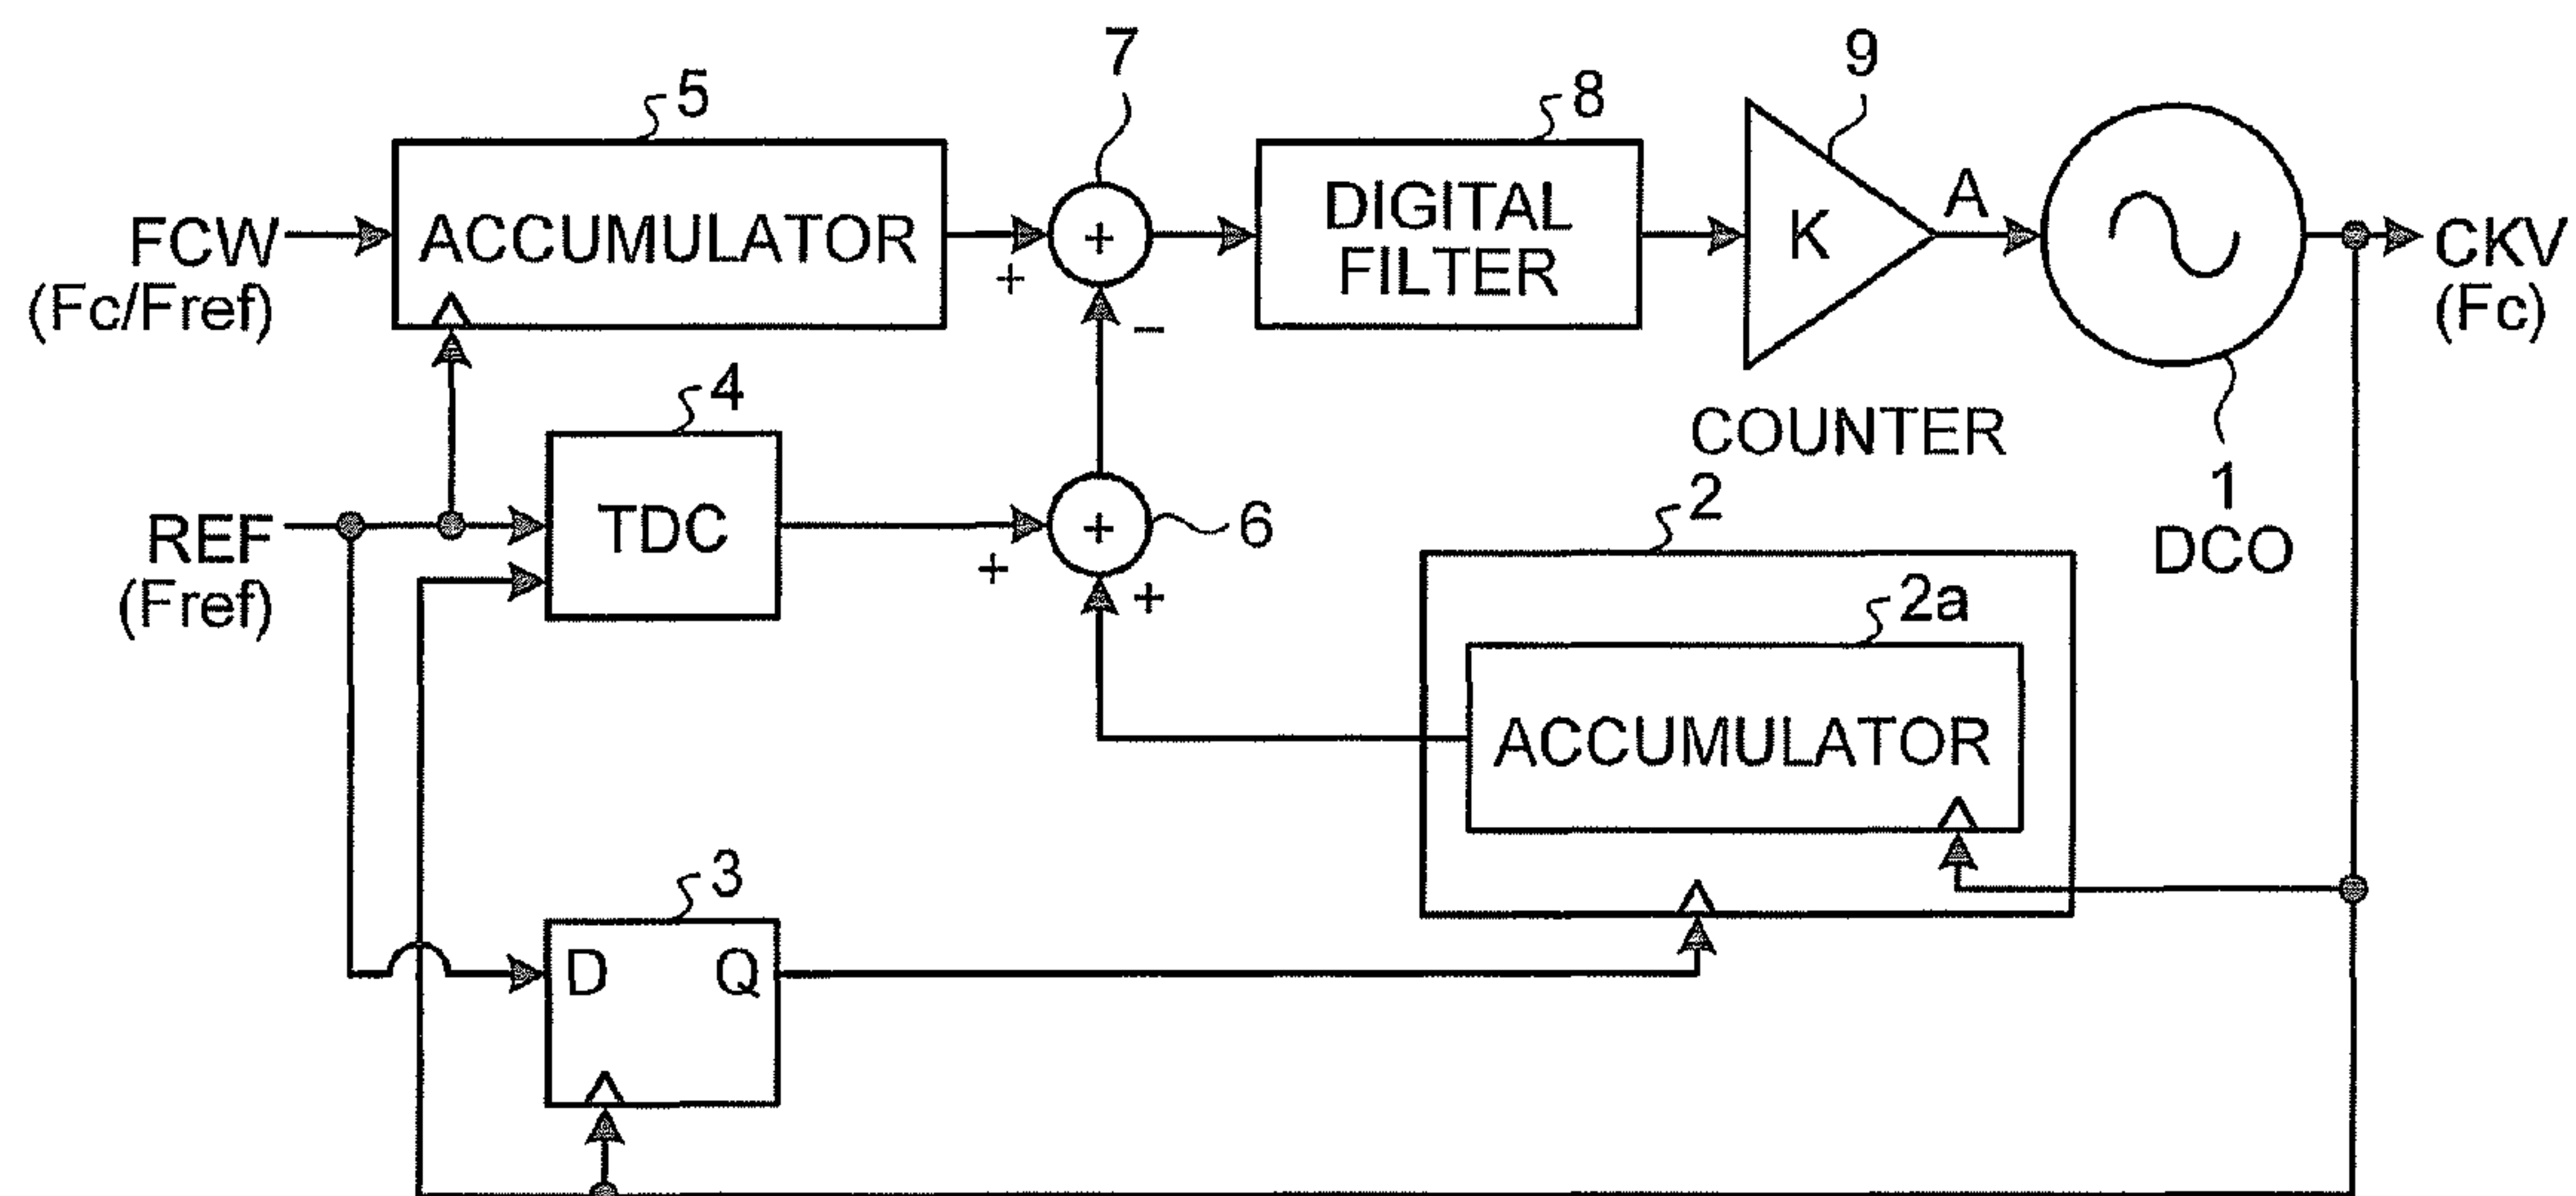 7
9
5
8
ACCUMULATOR
+
DIGITAL
FILTER
K
A
FCW
(Fc/Fref)
+
−
CKV
(Fc)
4
COUNTER
2
1
DCO
REF
(Fref)
TDC
+
6
+
+
2a
ACCUMULATOR
3
D
Q